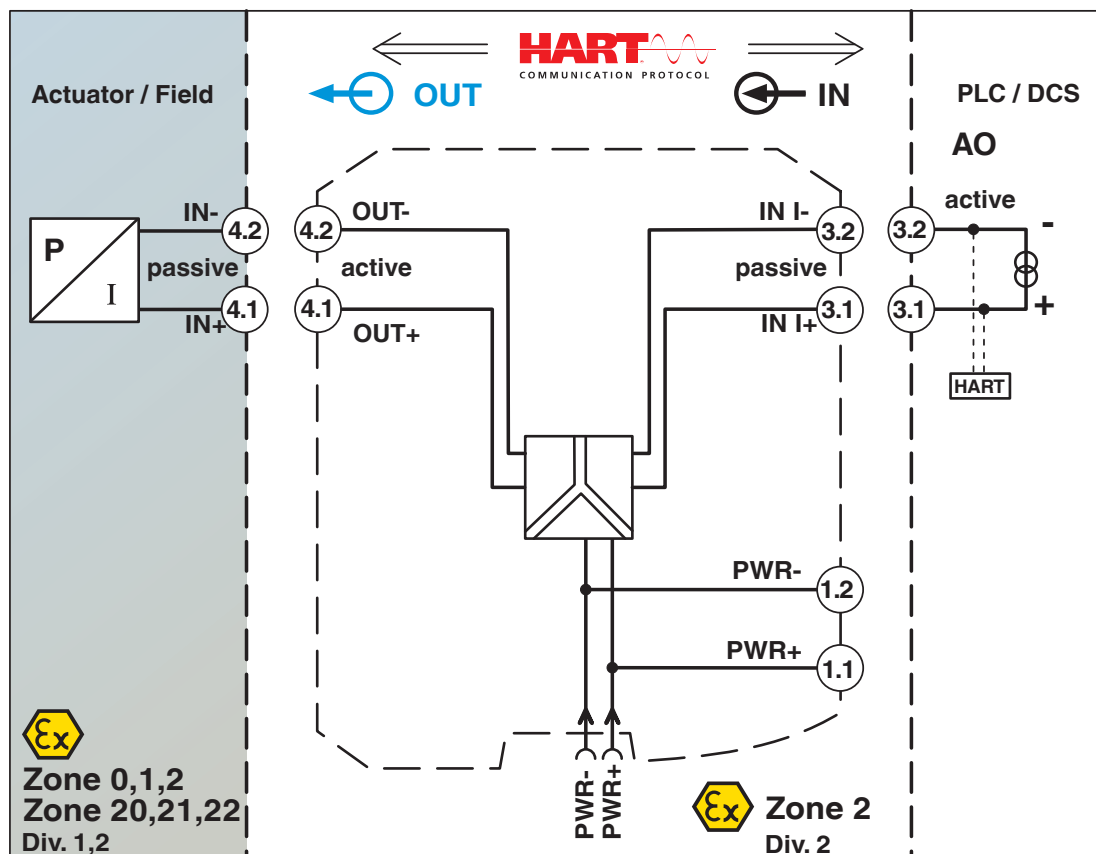 HART
COMMUNICATION PROTOCOL
Actuator / Field
OUT
IN
PLC / DCS
AO
active
IN-
4.2
4.2
OUT-
IN I-
3.2
3.2
-
P
I
passive
active
passive
IN+
4.1
4.1
OUT+
IN I+
3.1
3.1
+
HART
PWR-
1.2
PWR+
1.1
PWR-
PWR+
Ex
Zone 0,1,2
Zone 20,21,22
Div. 1,2
Ex
Zone 2
Div. 2